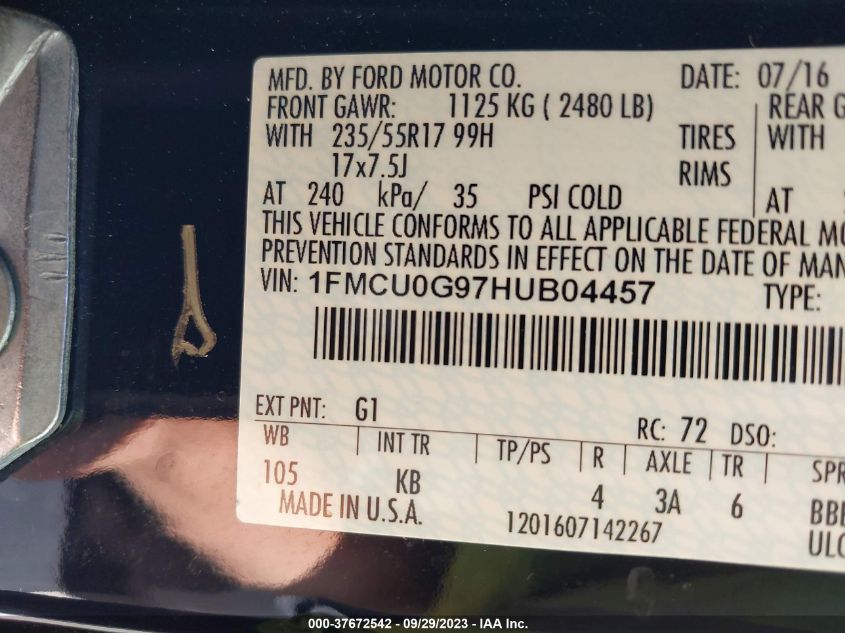 MFD. BY FORD MOTOR CO. DATE: 07/16
FRONT GAWR: 1125 KG ( 2480 LB) REAR G
WITH 235/55R17 99H TIRES WITH
17x7.5J RIMS
AT 240 kPa/ 35 PSI COLD AT
THIS VEHICLE CONFORMS TO ALL APPLICABLE FEDERAL MO
PREVENTION STANDARDS IN EFFECT ON THE DATE OF MAN
VIN: 1FMCU0G97HUB04457 TYPE:
EXT PNT: G1 RC: 72 DSO:
WB INT TR TP/PS R AXLE TR SPR
105 KB 4 3A 6 BBB
MADE IN U.S.A. 1201607142267 ULC
000-37672542 - 09/29/2023 - IAA Inc.